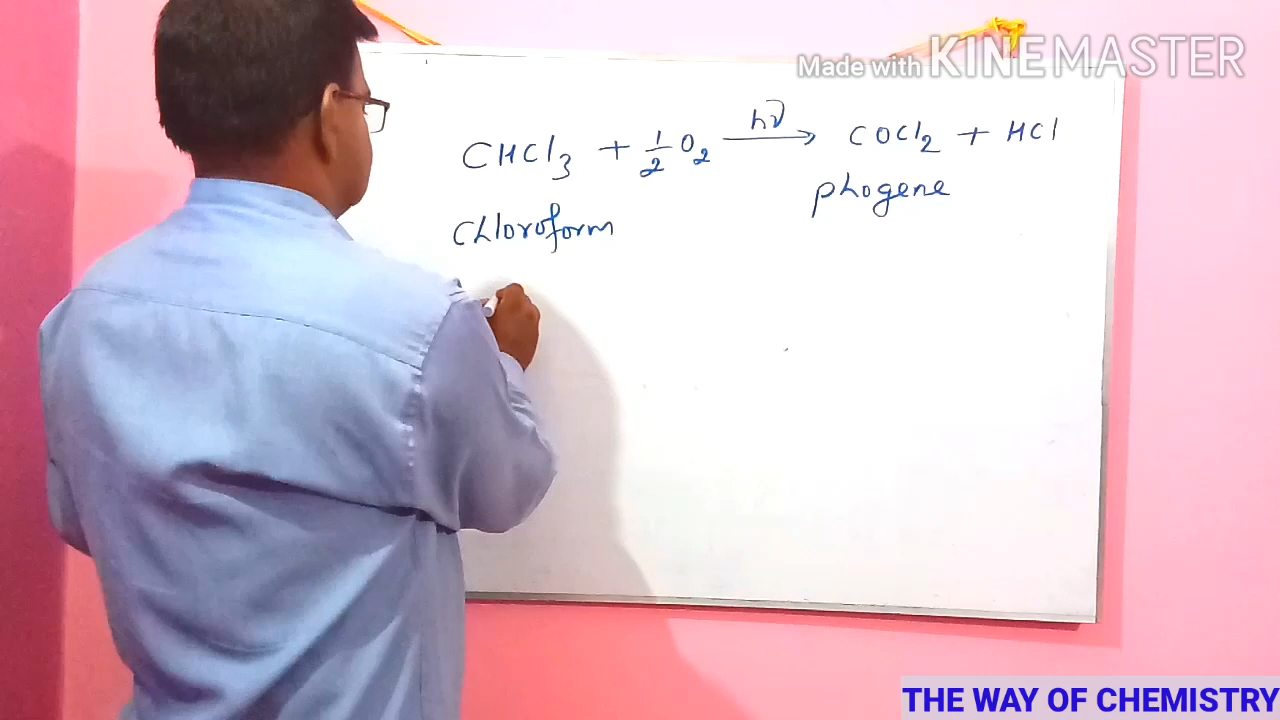 Made with KINEMASTER
CHCl3 + 1/2 O2 hν → COCl2 + HCl
chloroform phogene
THE WAY OF CHEMISTRY